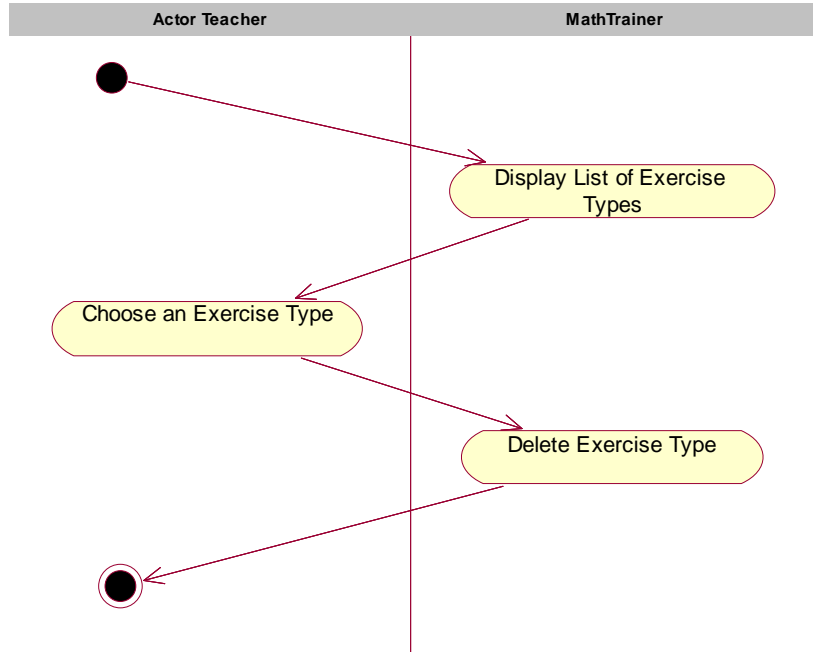 Actor Teacher
MathTrainer
Display List of Exercise
Types
Choose an Exercise Type
Delete Exercise Type